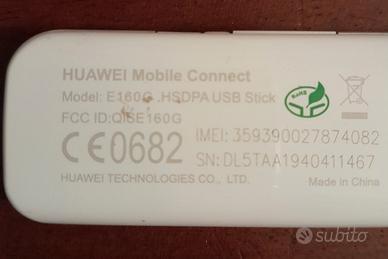 HUAWEI Mobile Connect
Model: E160G .HSDPA USB Stick
FCC ID:QISE160G
RoHS
IMEI: 359390027874082
CE0682
SN: DL5TAA1940411467
HUAWEI TECHNOLOGIES CO., LTD.
Made in China
subito